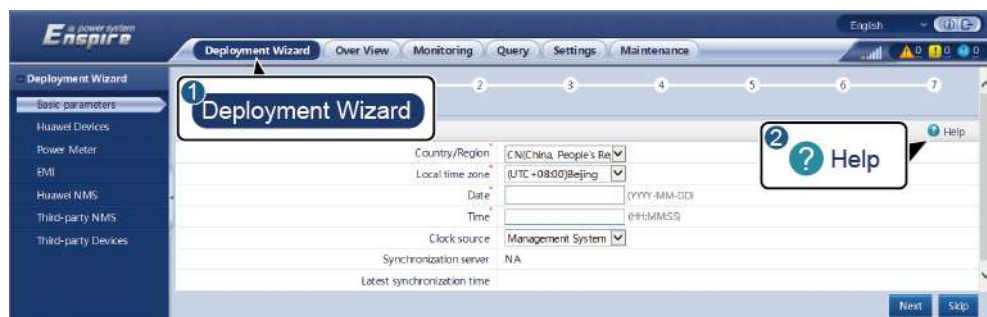 a power system
Enspire
English
Deployment Wizard Over View Monitoring Query Settings Maintenance
0 0 0
Deployment Wizard
Basic parameters
Huawei Devices
Power Meter
EMI
Huawei NMS
Third-party NMS
Third-party Devices
1 Deployment Wizard
2 3 4 5 6 7
Help
2 ? Help
Country/Region* CN(China, People's Re
Local time zone* (UTC+08:00)Beijing
Date* (YYYY-MM-DD)
Time* (HH:MM:SS)
Clock source Management System
Synchronization server NA
Latest synchronization time
Next Skip